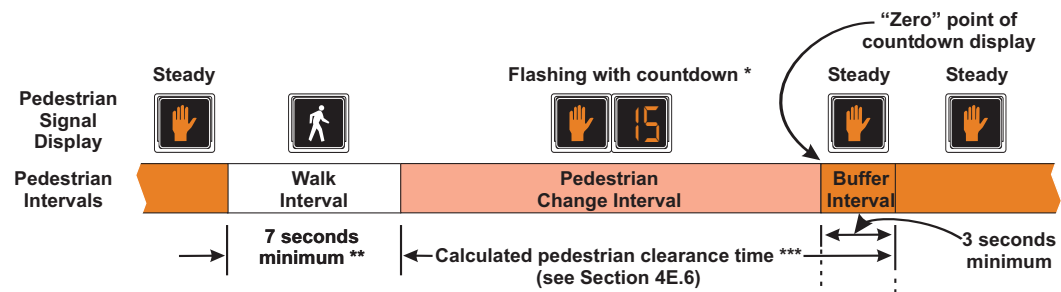 “Zero” point of
countdown display
Steady
Flashing with countdown *
Steady
Steady
Pedestrian
Signal
Display
15
Pedestrian
Intervals
Walk
Interval
Pedestrian
Change Interval
Buffer
Interval
7 seconds
minimum **
Calculated pedestrian clearance time ***
(see Section 4E.6)
3 seconds
minimum